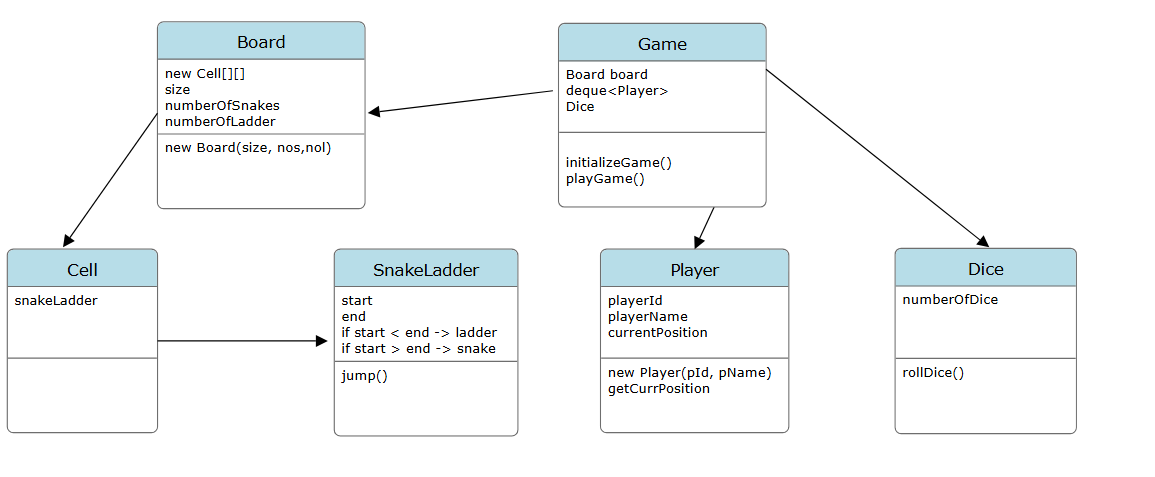 Board
new Cell[][]
size
numberOfSnakes
numberOfLadder
new Board(size, nos,nol)
Game
Board board
deque<Player>
Dice
initializeGame()
playGame()
Cell
snakeLadder
SnakeLadder
start
end
if start < end -> ladder
if start > end -> snake
jump()
Player
playerId
playerName
currentPosition
new Player(pId, pName)
getCurrPosition
Dice
numberOfDice
rollDice()